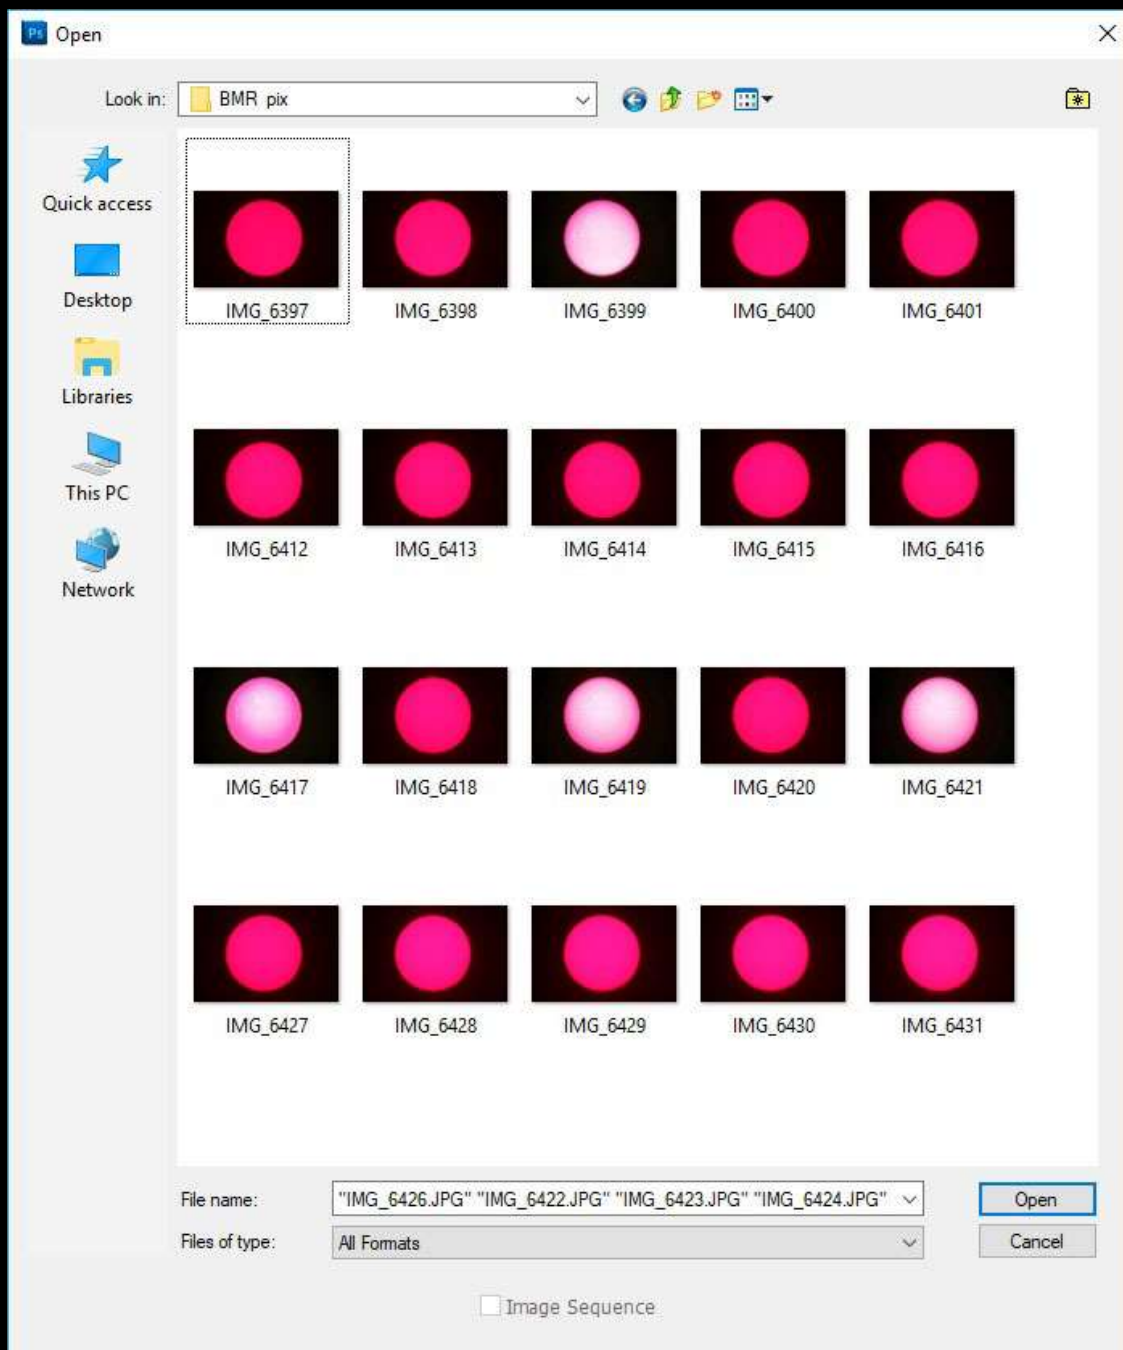 Ps Open
Look in: BMR pix
Quick access
Desktop
Libraries
This PC
Network
IMG_6397 IMG_6398 IMG_6399 IMG_6400 IMG_6401
IMG_6412 IMG_6413 IMG_6414 IMG_6415 IMG_6416
IMG_6417 IMG_6418 IMG_6419 IMG_6420 IMG_6421
IMG_6427 IMG_6428 IMG_6429 IMG_6430 IMG_6431
File name: "IMG_6426.JPG" "IMG_6422.JPG" "IMG_6423.JPG" "IMG_6424.JPG" Open
Files of type: All Formats Cancel
Image Sequence